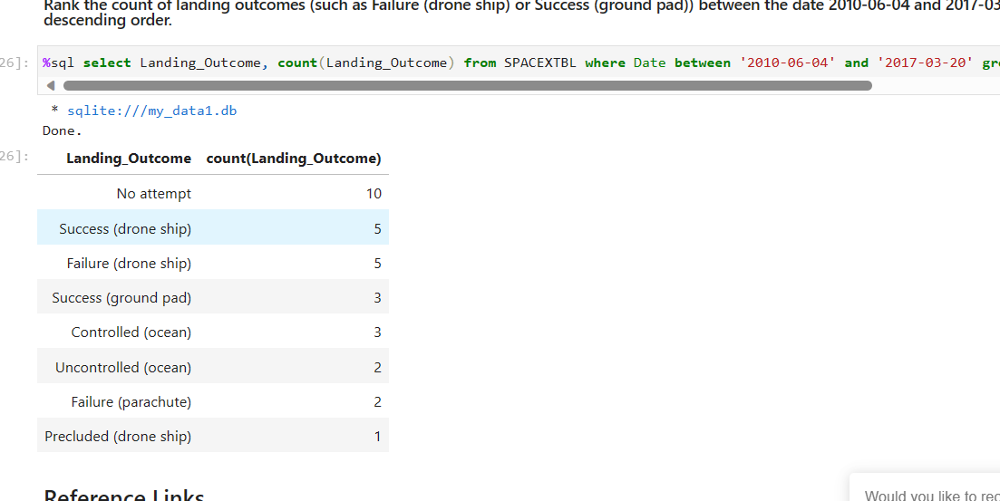 Rank the count of landing outcomes (such as Failure (drone ship) or Success (ground pad)) between the date 2010-06-04 and 2017-03
descending order.
26]: %sql select Landing_Outcome, count(Landing_Outcome) from SPACEXTBL where Date between '2010-06-04' and '2017-03-20' gro
* sqlite:///my_data1.db
Done.
26]: Landing_Outcome count(Landing_Outcome)
No attempt 10
Success (drone ship) 5
Failure (drone ship) 5
Success (ground pad) 3
Controlled (ocean) 3
Uncontrolled (ocean) 2
Failure (parachute) 2
Precluded (drone ship) 1
Reference Links
Would you like to rec